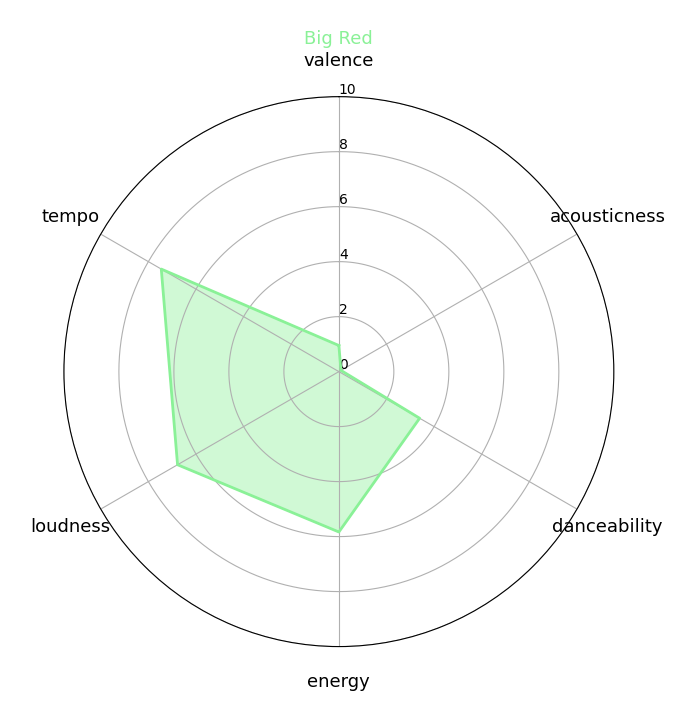 Big Red
valence
10
8
6
4
2
0
tempo
acousticness
loudness
danceability
energy